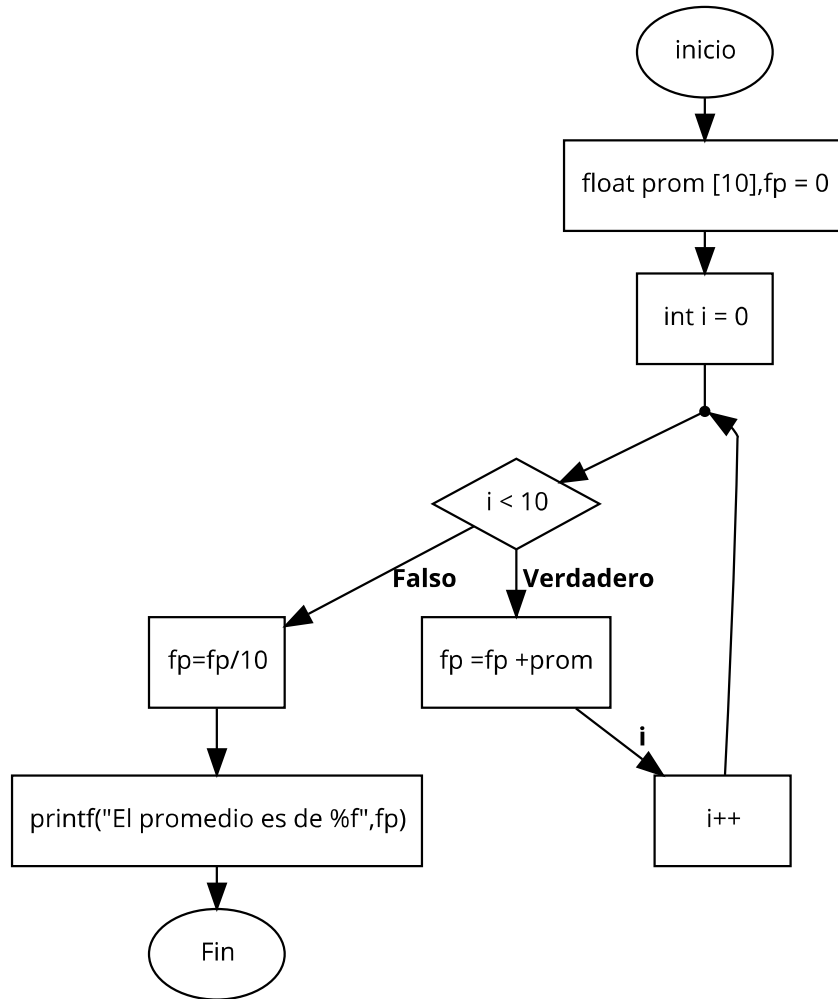 inicio
float prom [10],fp = 0
int i = 0
i < 10
Falso
Verdadero
fp=fp/10
fp =fp +prom
i
printf("El promedio es de %f",fp)
i++
Fin